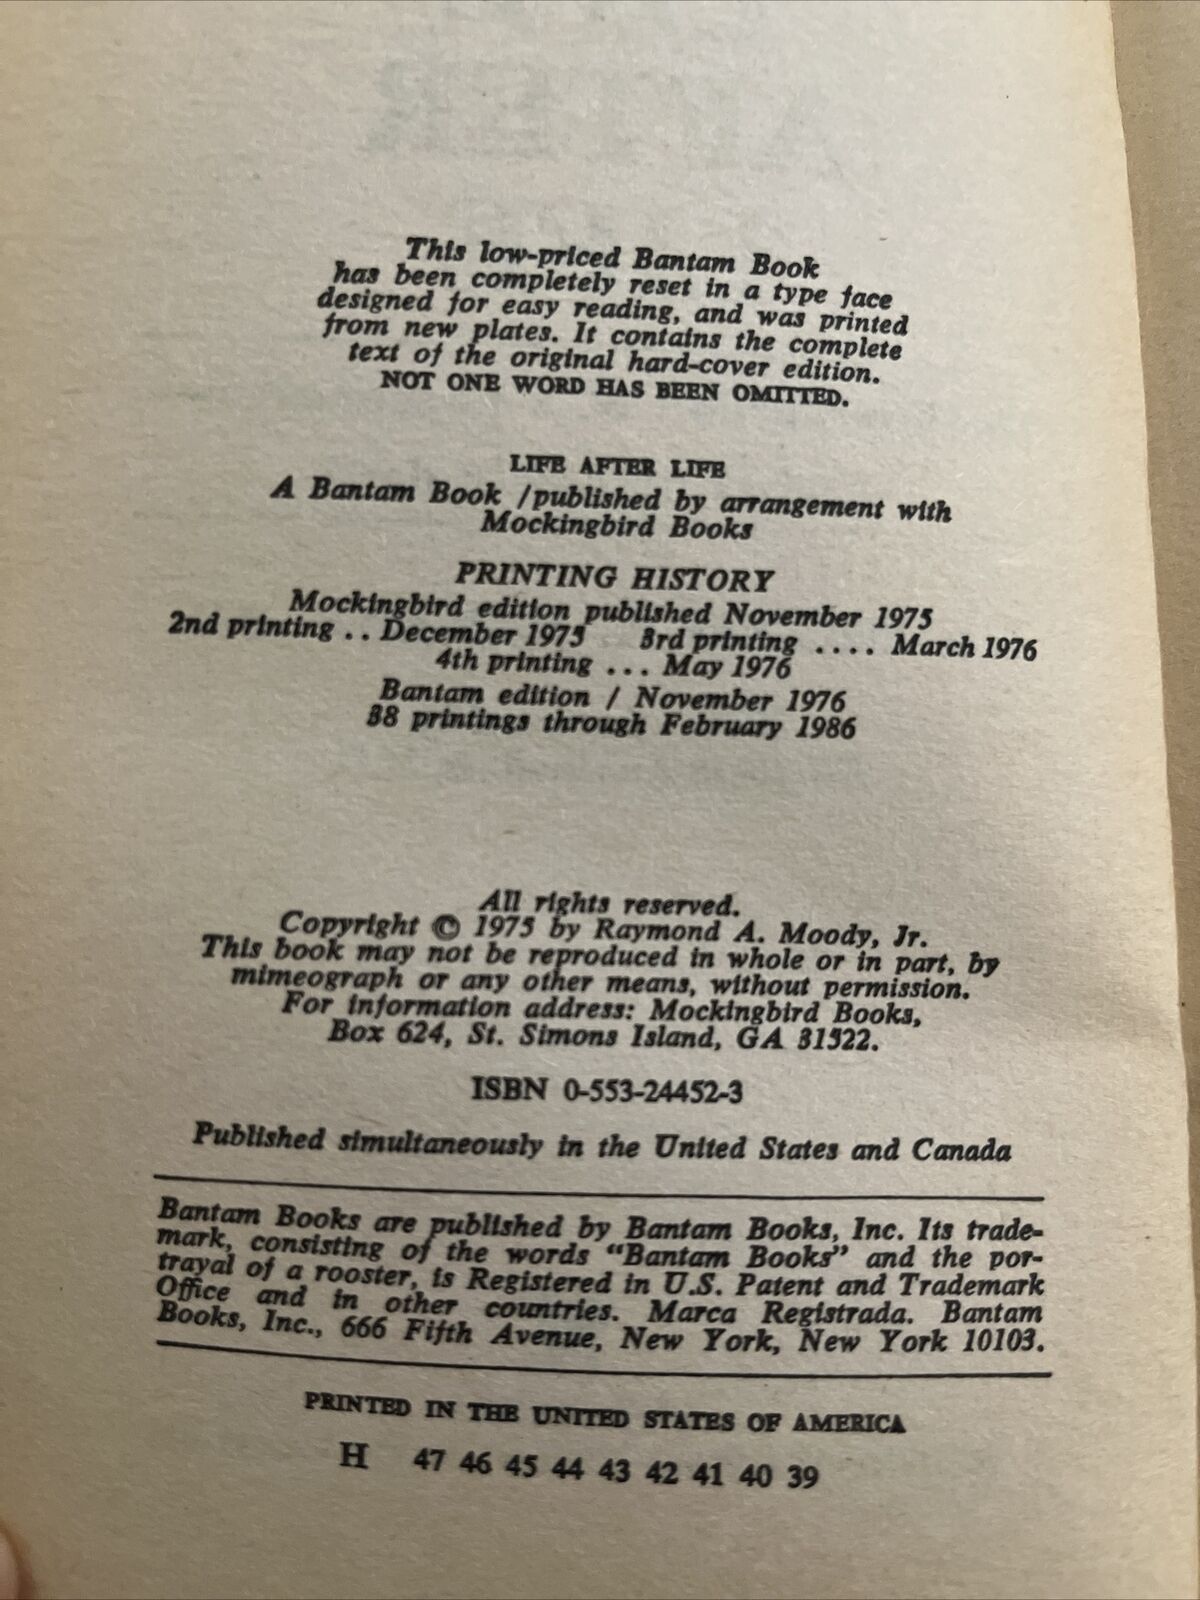 This low-priced Bantam Book
has been completely reset in a type face
designed for easy reading, and was printed
from new plates. It contains the complete
text of the original hard-cover edition.
NOT ONE WORD HAS BEEN OMITTED.
LIFE AFTER LIFE
A Bantam Book / published by arrangement with
Mockingbird Books
PRINTING HISTORY
Mockingbird edition published November 1975
2nd printing .. December 1975 3rd printing .... March 1976
4th printing ... May 1976
Bantam edition / November 1976
38 printings through February 1986
All rights reserved.
Copyright © 1975 by Raymond A. Moody, Jr.
This book may not be reproduced in whole or in part, by
mimeograph or any other means, without permission.
For information address: Mockingbird Books,
Box 624, St. Simons Island, GA 31522.
ISBN 0-553-24452-3
Published simultaneously in the United States and Canada
Bantam Books are published by Bantam Books, Inc. Its trade-
mark, consisting of the words "Bantam Books" and the por-
trayal of a rooster, is Registered in U.S. Patent and Trademark
Office and in other countries. Marca Registrada. Bantam
Books, Inc., 666 Fifth Avenue, New York, New York 10103.
PRINTED IN THE UNITED STATES OF AMERICA
H 47 46 45 44 43 42 41 40 39